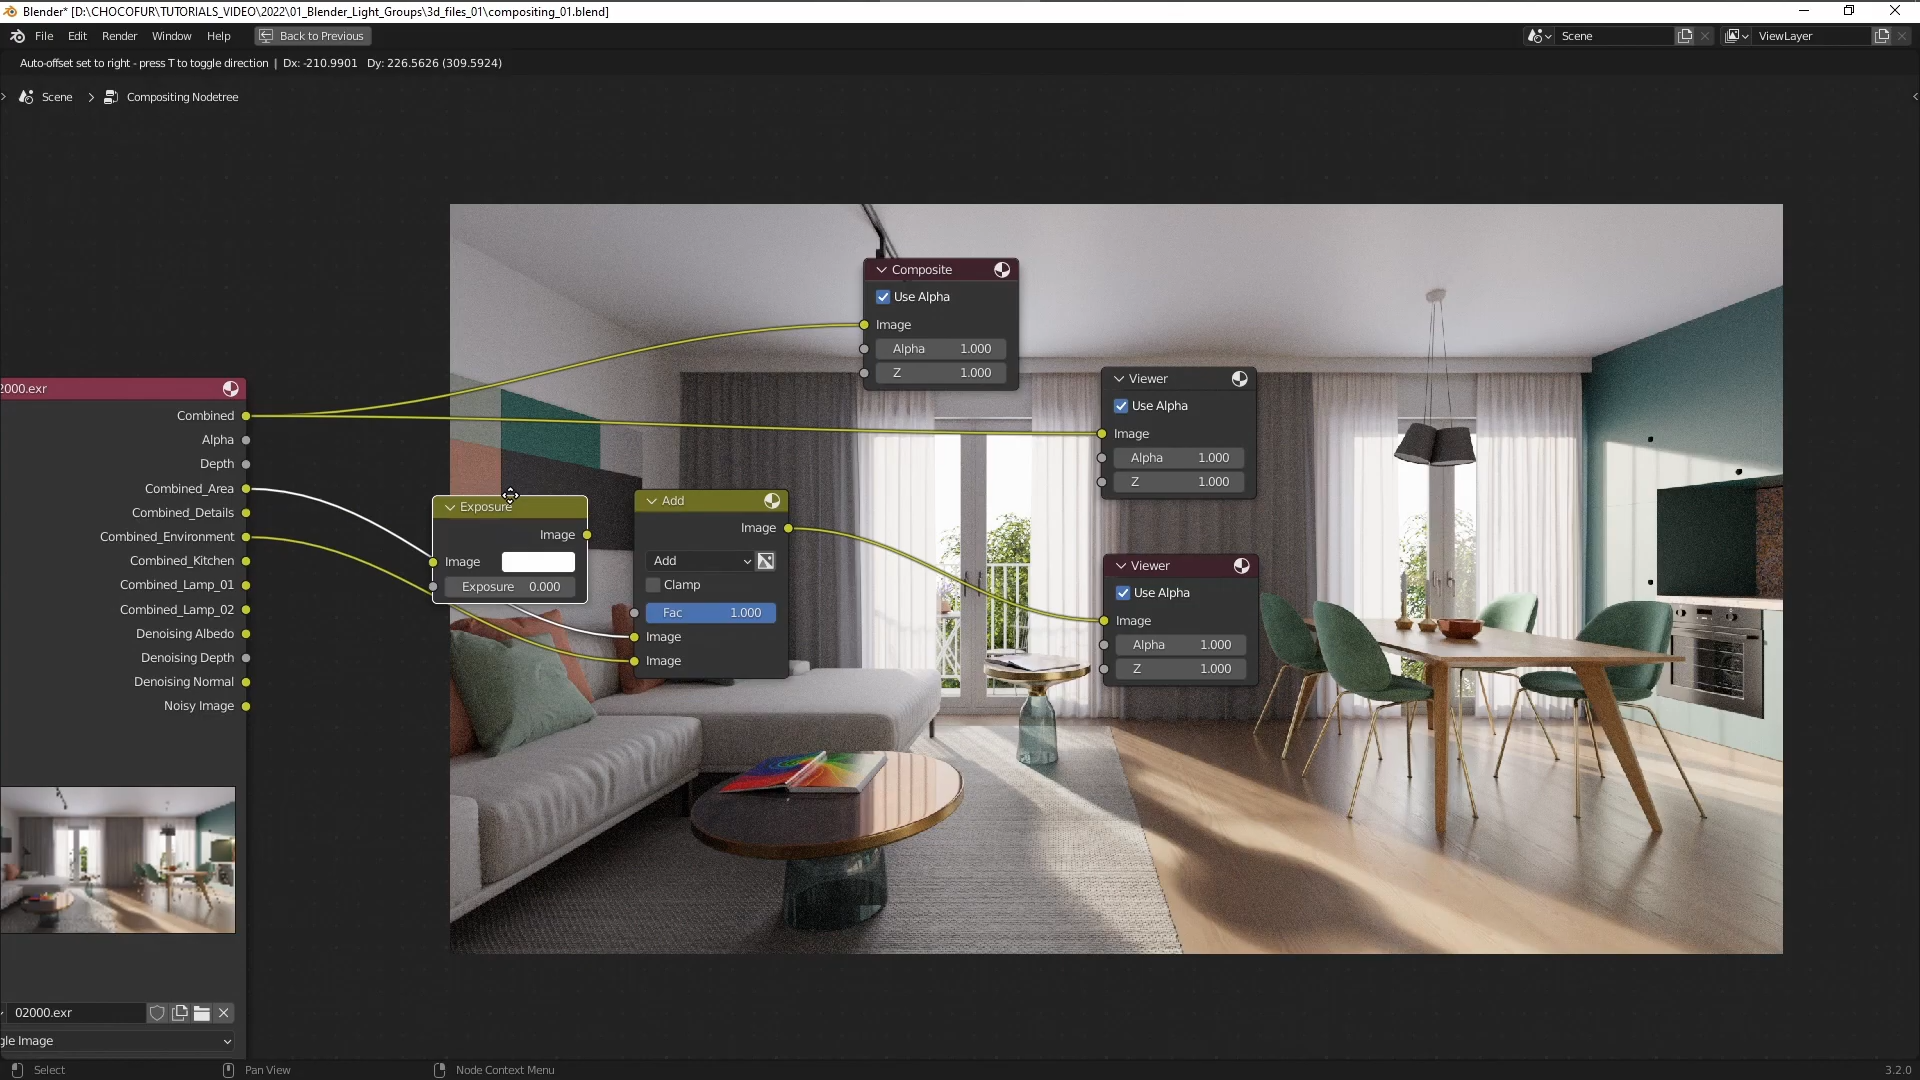 Blender* [D:\CHOCOFUR\TUTORIALS_VIDEO\2022\01_Blender_Light_Groups\3d_files_01\compositing_01.blend]
File Edit Render Window Help Back to Previous Scene ViewLayer
Auto-offset set to right - press T to toggle direction | Dx: -210.9901 Dy: 226.5626 (309.5924)
Scene > Compositing Nodetree
Composite
Use Alpha
Image
Alpha 1.000
Z 1.000
Viewer
Use Alpha
Image
Alpha 1.000
Z 1.000
2000.exr
Combined
Alpha
Depth
Combined_Area
Combined_Details
Combined_Environment
Combined_Kitchen
Combined_Lamp_01
Combined_Lamp_02
Denoising Albedo
Denoising Depth
Denoising Normal
Noisy Image
Exposure
Image
Image
Exposure 0.000
Add
Image
Add
Clamp
Fac 1.000
Image
Image
Viewer
Use Alpha
Image
Alpha 1.000
Z 1.000
02000.exr
gle Image
Select Pan View Node Context Menu 3.2.0